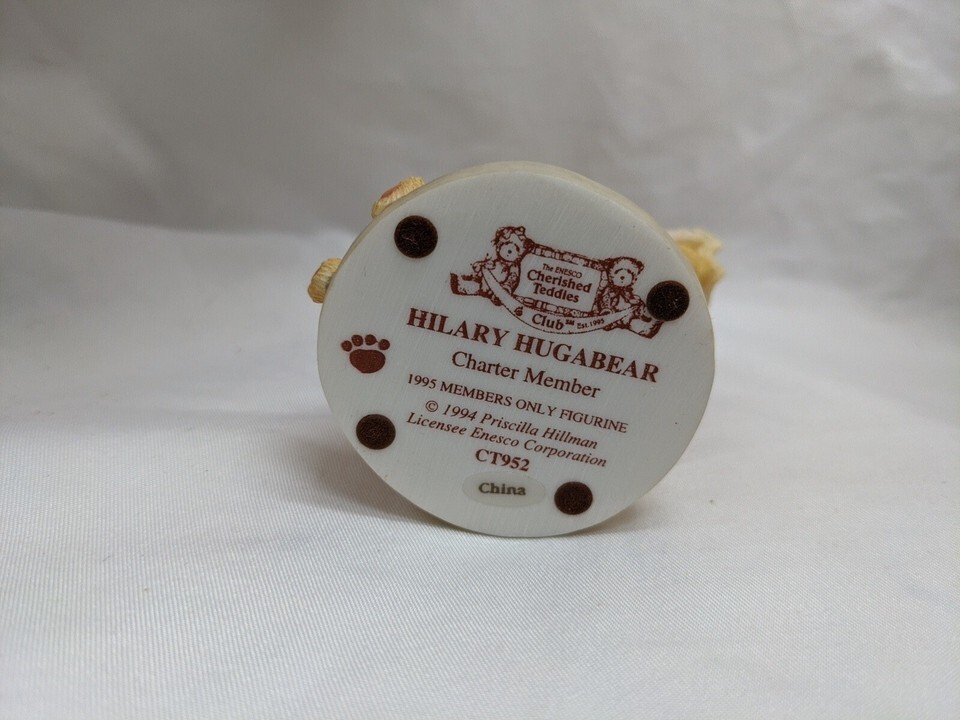 The ENESCO
Cherished
Teddies
Club℠ Est. 1995
HILARY HUGABEAR
Charter Member
1995 MEMBERS ONLY FIGURINE
© 1994 Priscilla Hillman
Licensee Enesco Corporation
CT952
China